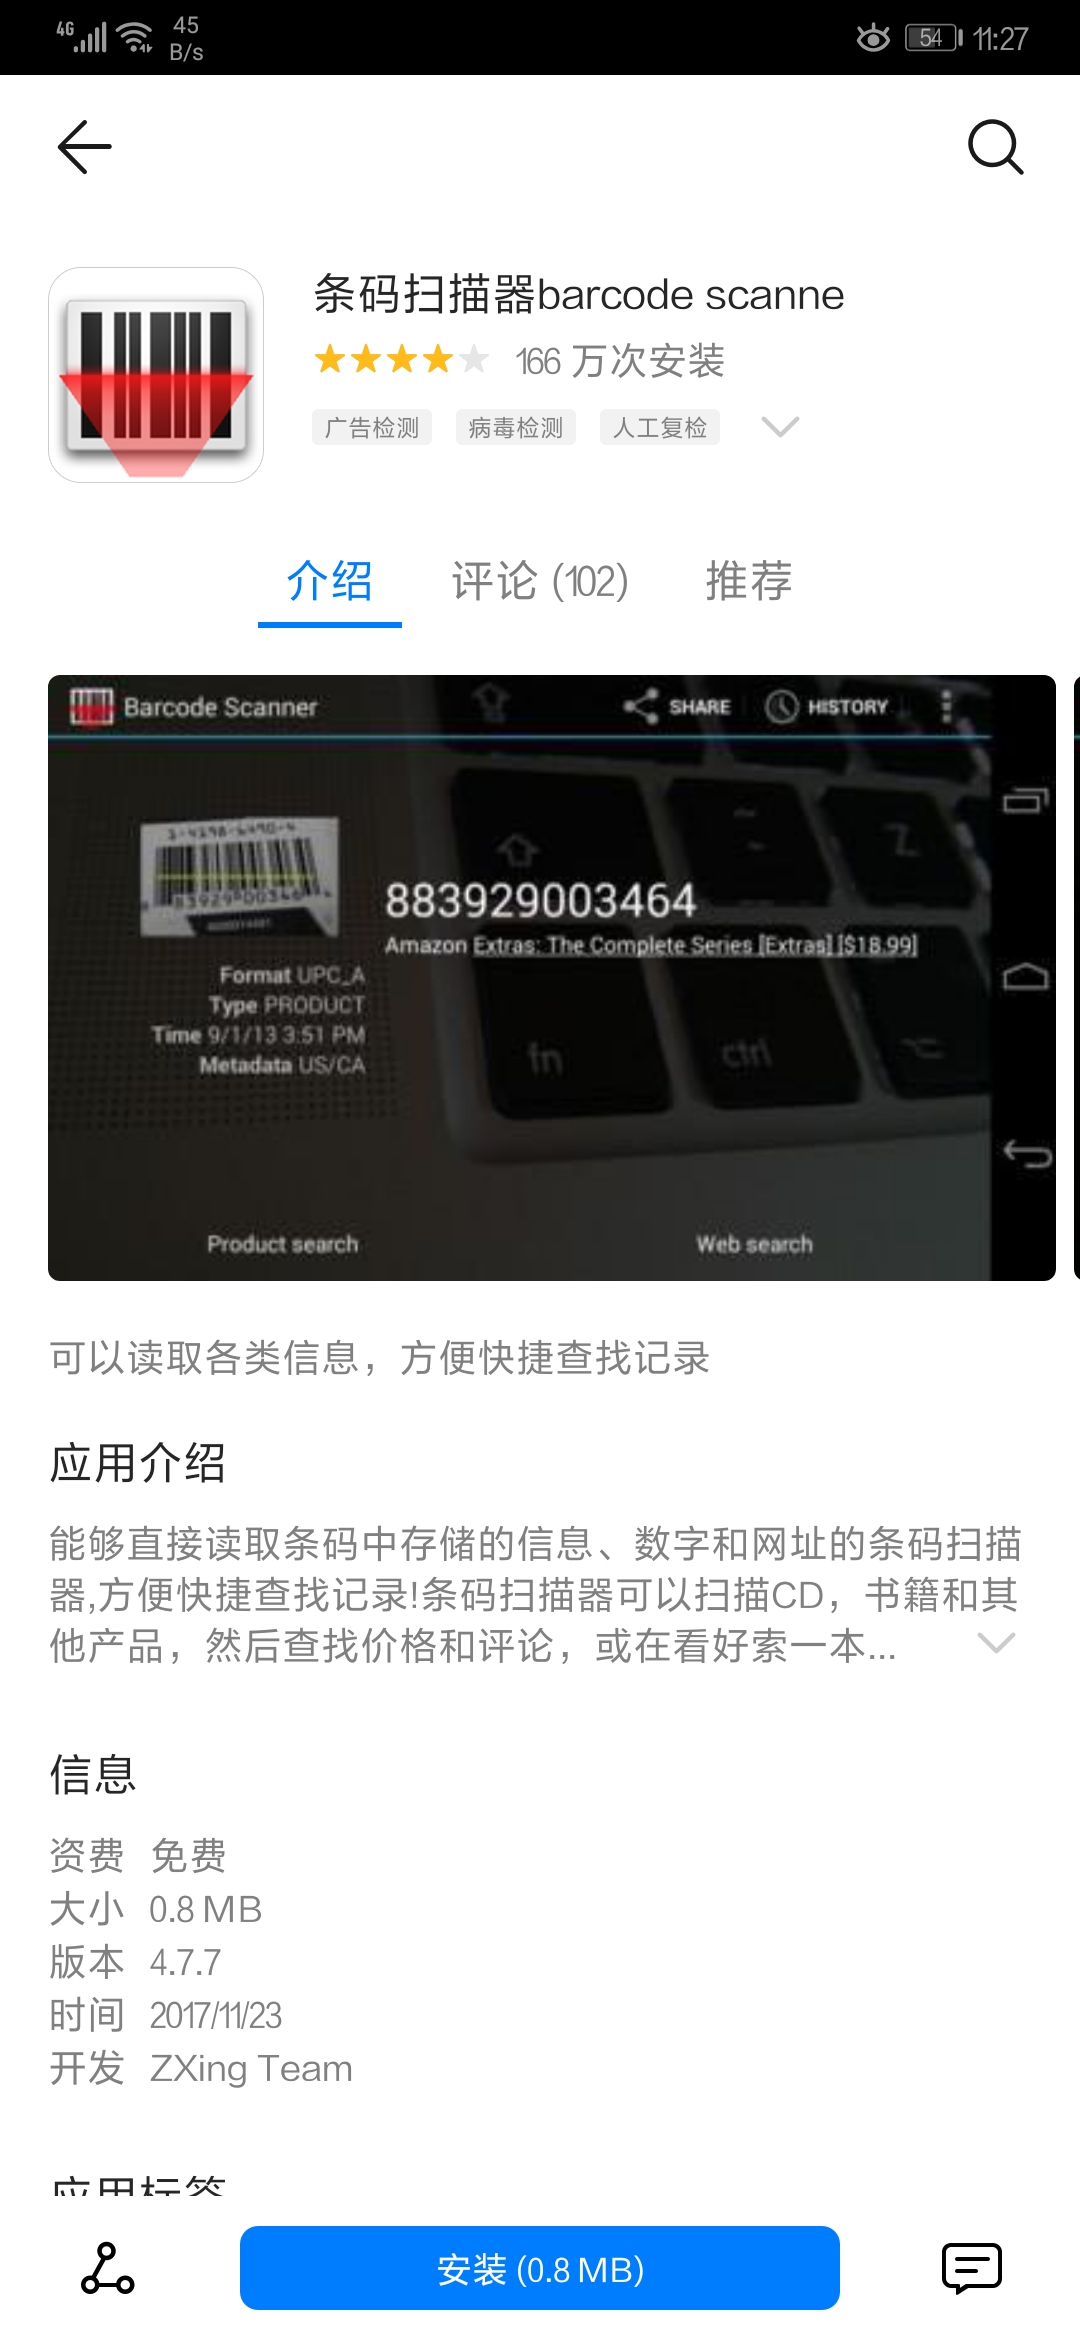 4G
45
B/s
54
11:27
条码扫描器barcode scanne
166 万次安装
广告检测 病毒检测 人工复检
介绍 评论 (102) 推荐
Barcode Scanner SHARE HISTORY
883929003464
Amazon Extras: The Complete Series [Extras] [$18.99]
Format UPC_A
Type PRODUCT
Time 9/1/13 3:51 PM
Metadata US/CA
Z
fn ctrl
Product search Web search
可以读取各类信息，方便快捷查找记录
应用介绍
能够直接读取条码中存储的信息、数字和网址的条码扫描
器,方便快捷查找记录!条码扫描器可以扫描CD，书籍和其
他产品，然后查找价格和评论，或在看好索一本...
信息
资费 免费
大小 0.8 MB
版本 4.7.7
时间 2017/11/23
开发 ZXing Team
应用标签
安装 (0.8 MB)